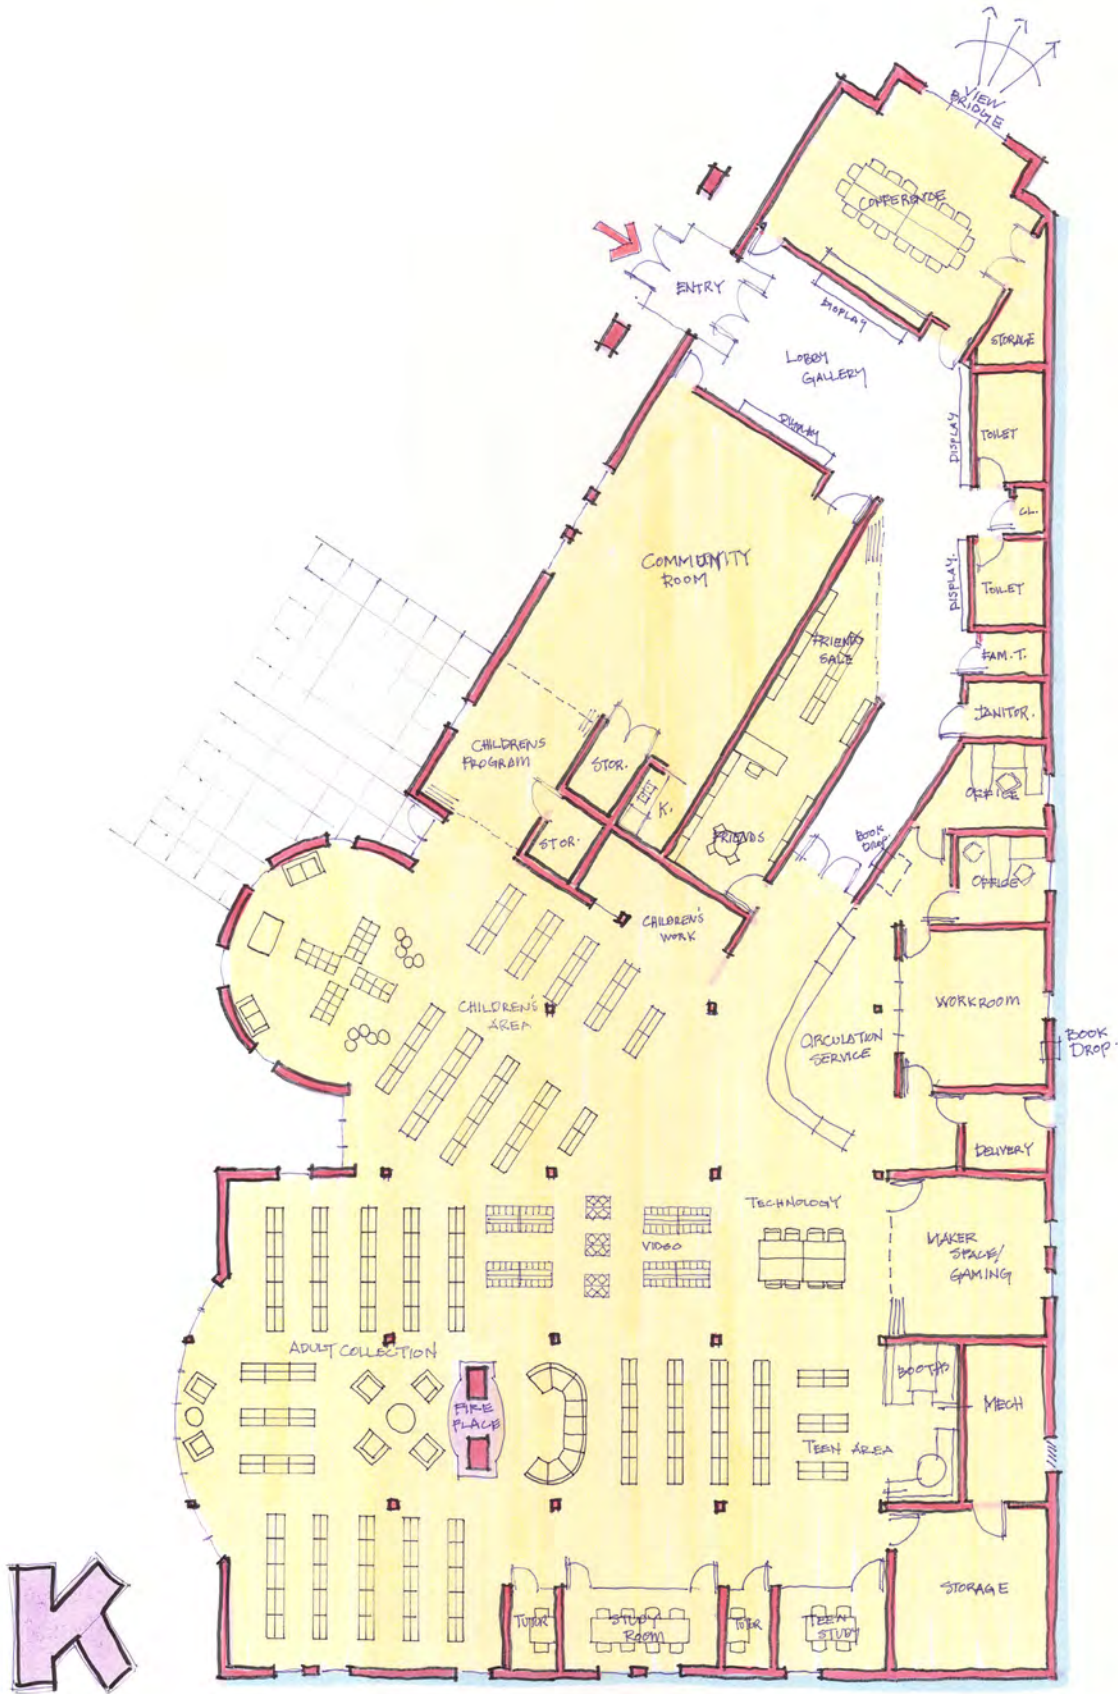 VIEW
BRIDGE
CONFERENCE
ENTRY
DISPLAY
STORAGE
LOBBY
GALLERY
DISPLAY
DISPLAY
TOILET
COMMUNITY
ROOM
DISPLAY.
TOILET
FRIENDS
SALE
FAM. T.
JANITOR.
CHILDRENS
PROGRAM
STOR.
K.
OFFICE
STOR.
FRIENDS
BOOK
DROP.
OFFICE
CHILDREN'S
WORK
CHILDREN'S
AREA
WORKROOM
CIRCULATION
SERVICE
BOOK
DROP.
DELIVERY
TECHNOLOGY
VIDEO
MAKER
SPACE/
GAMING
ADULT COLLECTION
BOOTHS
MECH
FIRE
PLACE
TEEN AREA
STORAGE
TUTOR
STUDY
ROOM
TUTOR
TEEN
STUDY
K